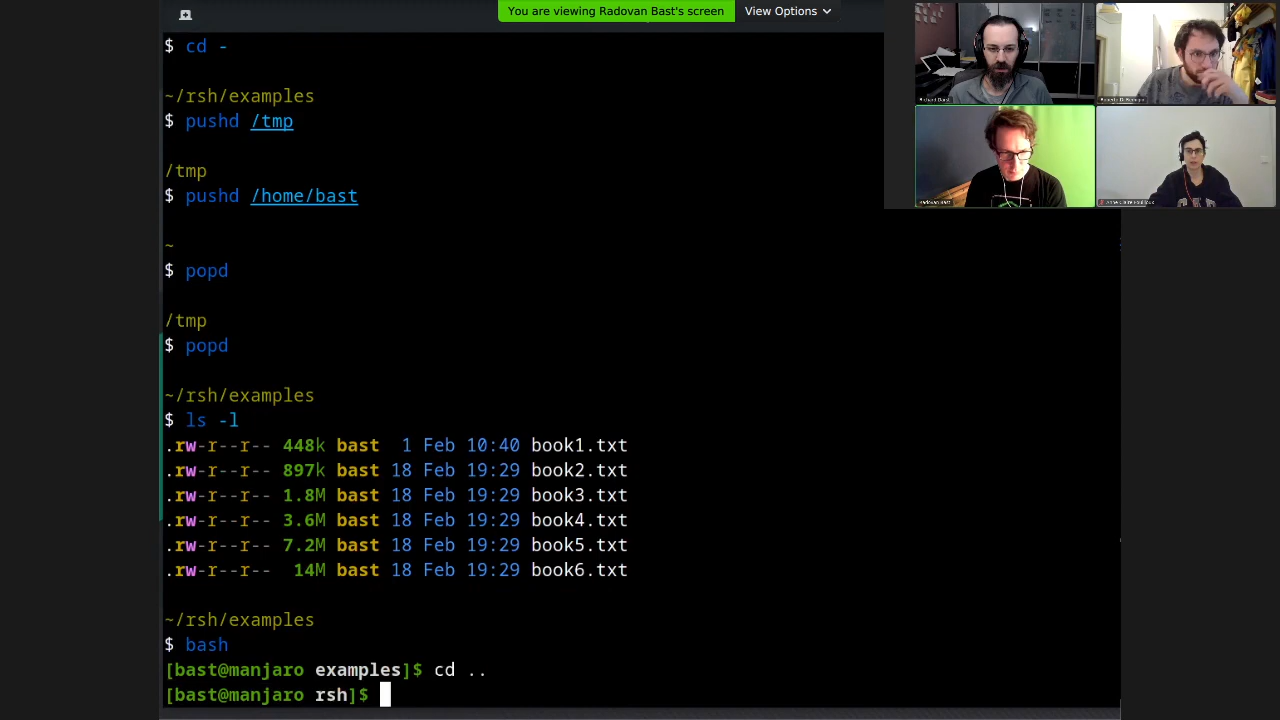 You are viewing Radovan Bast's screen View Options
$ cd -
~/rsh/examples
$ pushd /tmp
/tmp
$ pushd /home/bast
~
$ popd
/tmp
$ popd
~/rsh/examples
$ ls -l
.rw-r--r-- 448k bast  1 Feb 10:40 book1.txt
.rw-r--r-- 897k bast 18 Feb 19:29 book2.txt
.rw-r--r-- 1.8M bast 18 Feb 19:29 book3.txt
.rw-r--r-- 3.6M bast 18 Feb 19:29 book4.txt
.rw-r--r-- 7.2M bast 18 Feb 19:29 book5.txt
.rw-r--r--  14M bast 18 Feb 19:29 book6.txt
~/rsh/examples
$ bash
[bast@manjaro examples]$ cd ..
[bast@manjaro rsh]$
Richard Darst
Radovan Bast